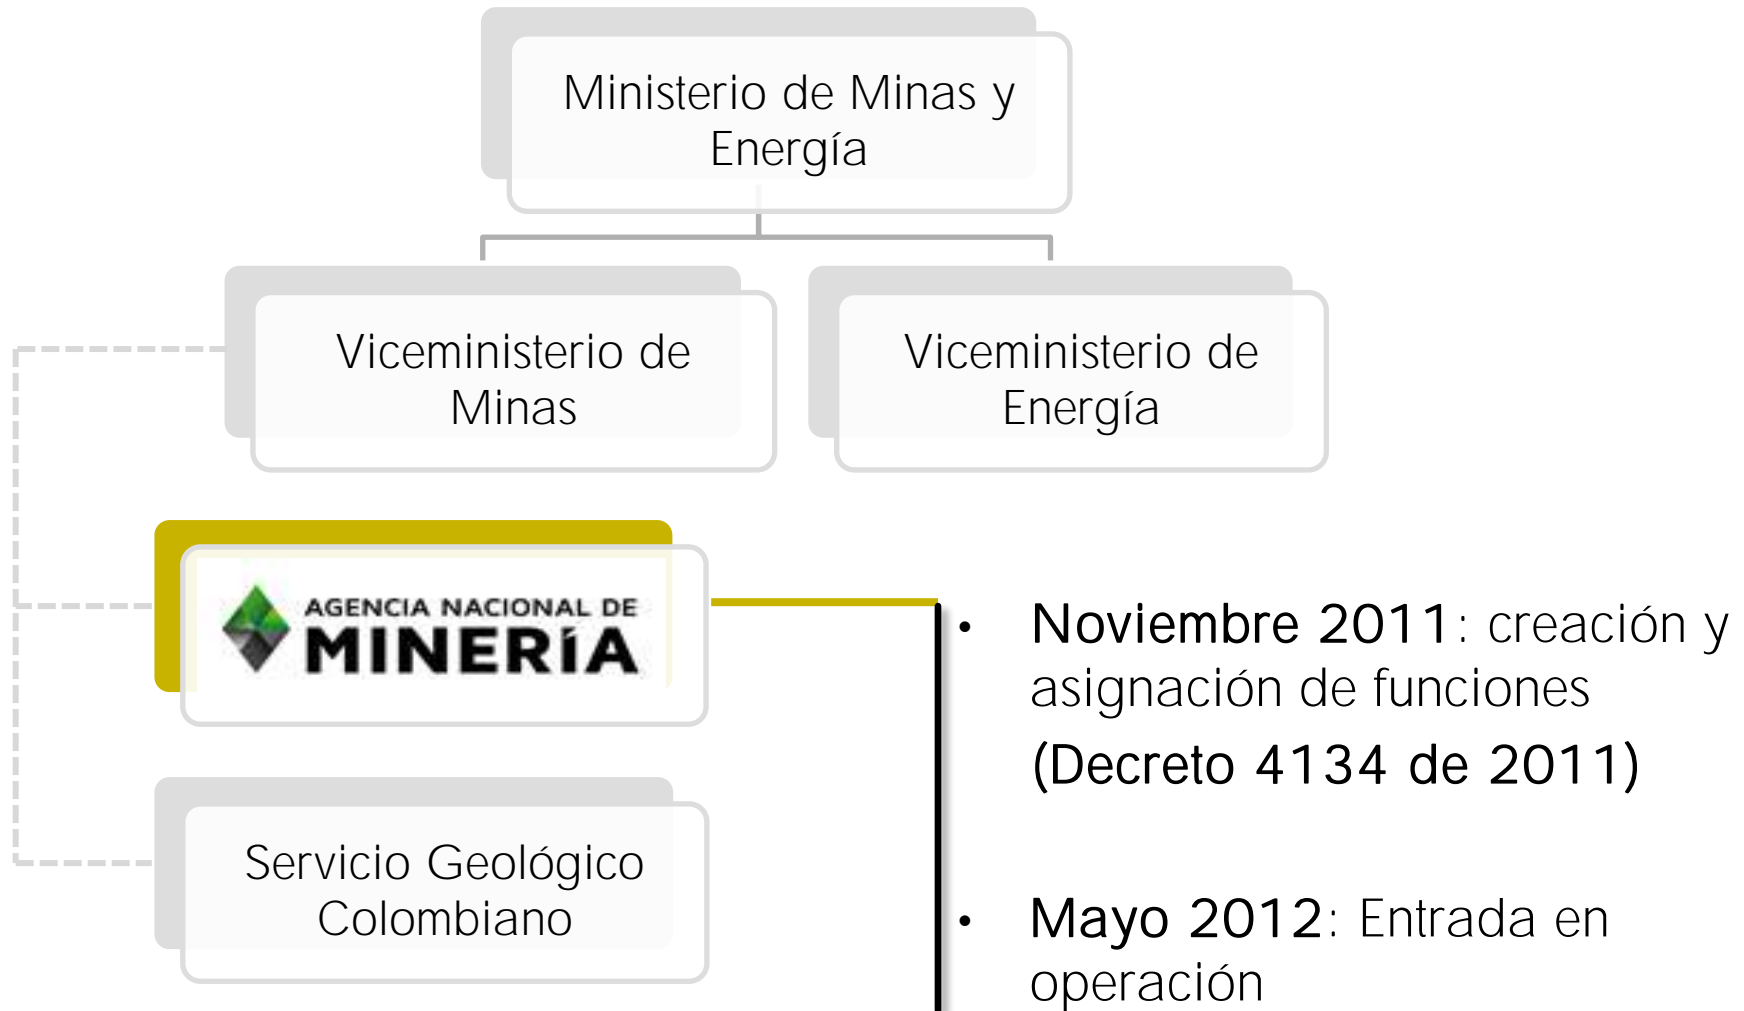 Ministerio de Minas y
Energía
Viceministerio de
Minas
Viceministerio de
Energía
AGENCIA NACIONAL DE
MINERÍA
Servicio Geológico
Colombiano
• Noviembre 2011: creación y
asignación de funciones
(Decreto 4134 de 2011)
• Mayo 2012: Entrada en
operación